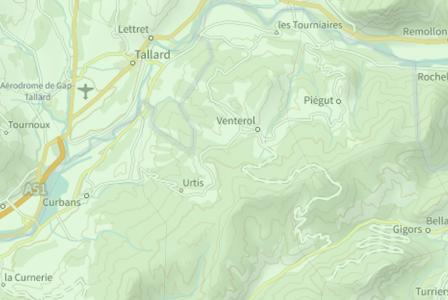 les Tourniaires
Lettret
Remollon
Tallard
Aérodrome de Gap-
Tallard
Rochel
Piégut
Tournoux
Venterol
Urtis
A51
Curbans
Bella
Gigors
la Curnerie
Turriers